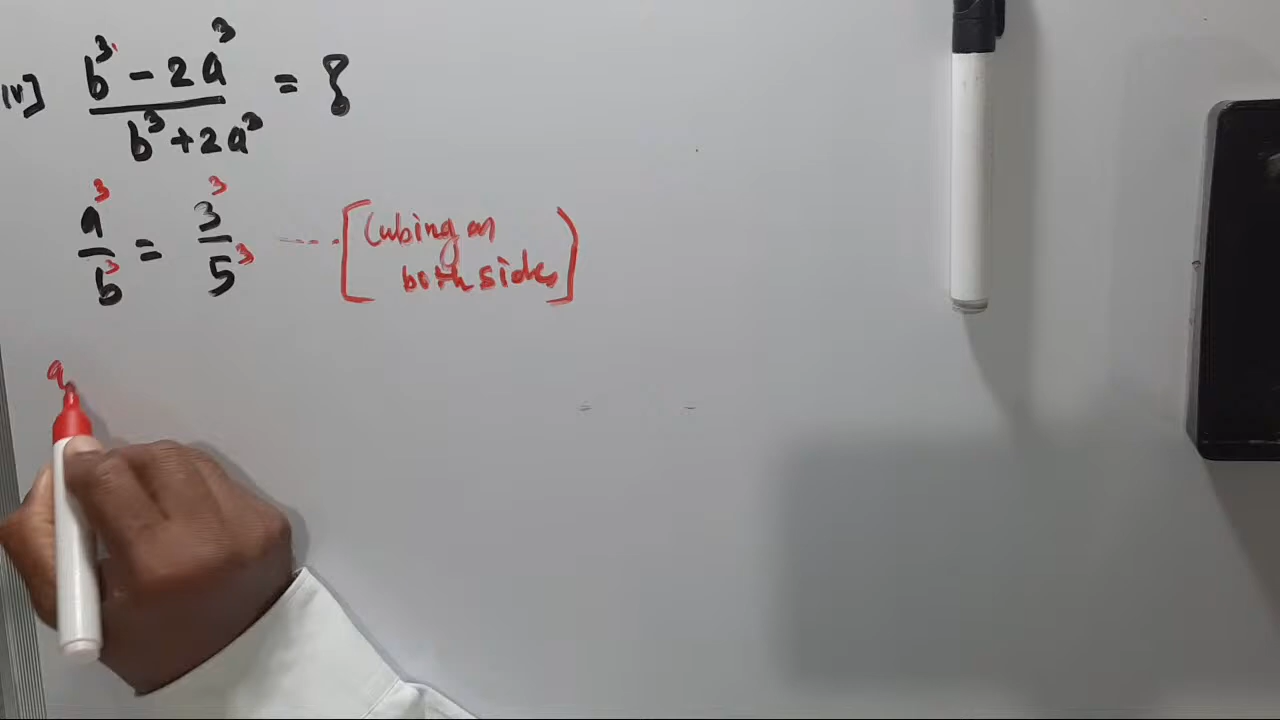 iv] b³ - 2a³ / b³ + 2a³ = ?
a³ / b³ = 3³ / 5³ ---- [Cubing on
both sides]
a